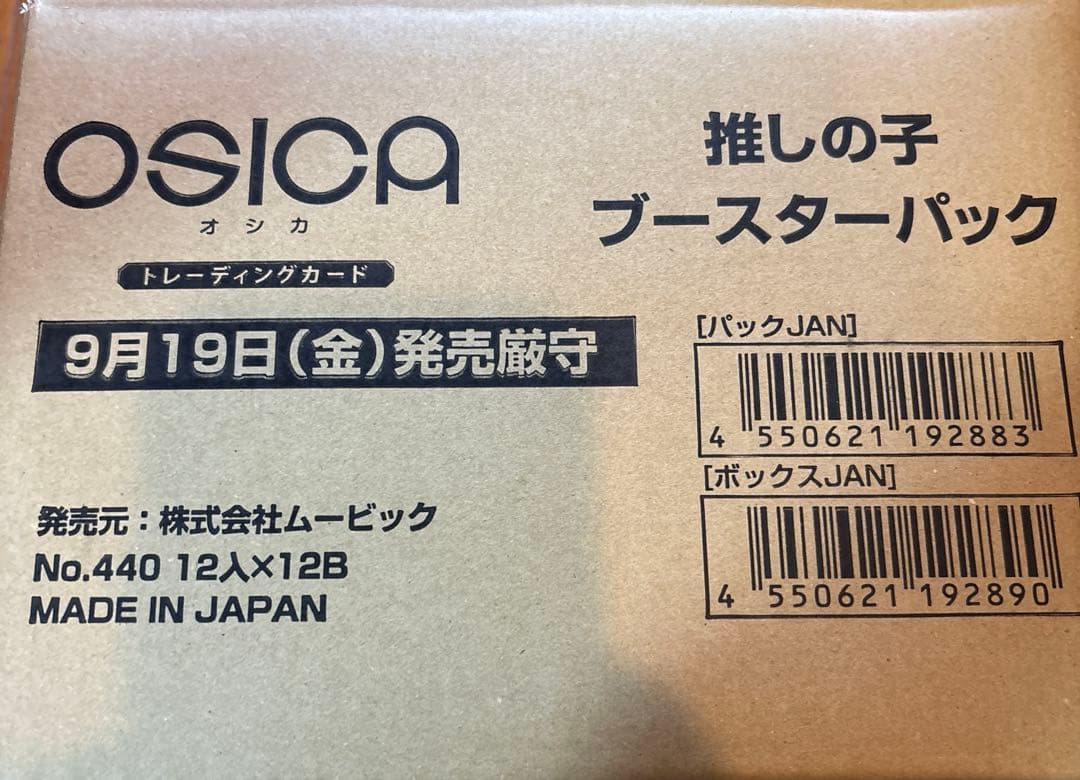 OSICA
オシカ
トレーディングカード
9月19日(金)発売厳守
推しの子
ブースターパック
[パックJAN]
4 550621 192883
[ボックスJAN]
4 550621 192890
発売元：株式会社ムービック
No.440 12入×12B
MADE IN JAPAN